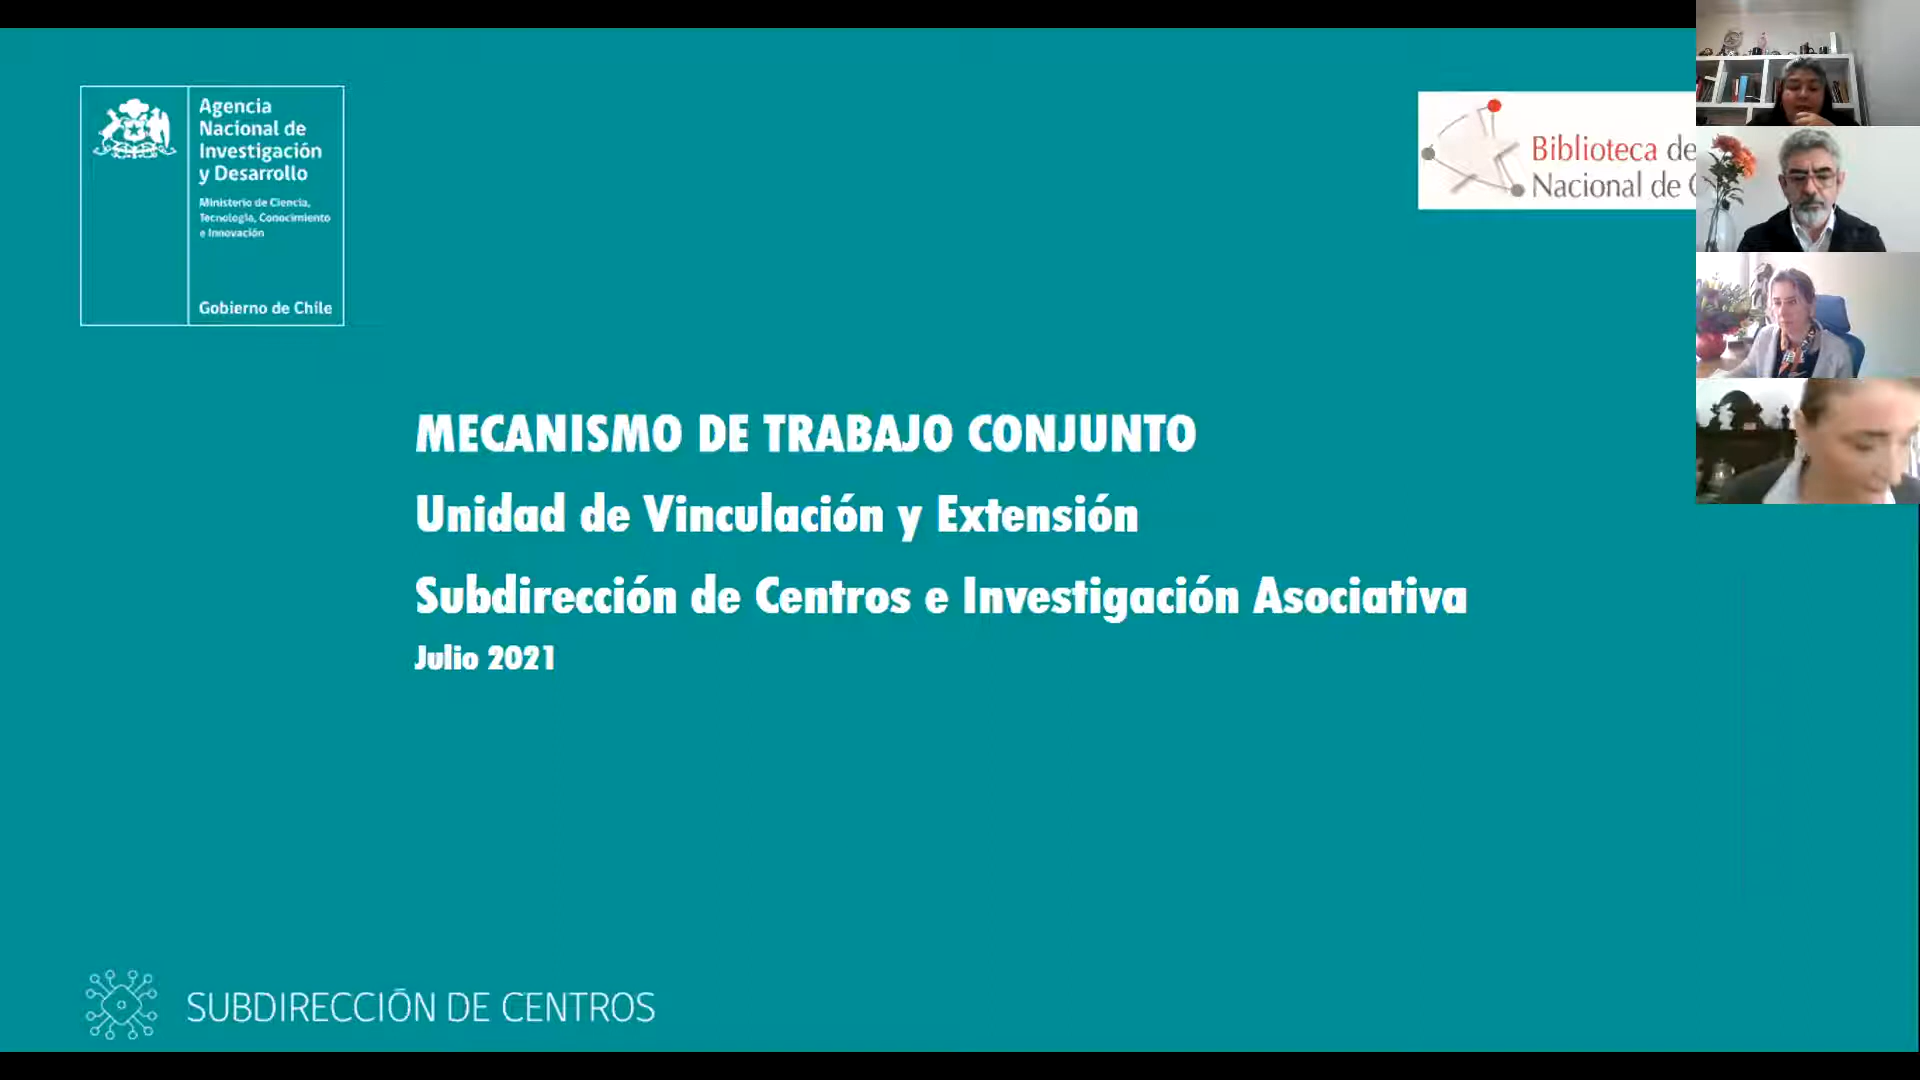 Agencia
Nacional de
Investigación
y Desarrollo
Ministerio de Ciencia,
Tecnología, Conocimiento
e Innovación
Gobierno de Chile
Biblioteca de
Nacional de
MECANISMO DE TRABAJO CONJUNTO
Unidad de Vinculación y Extensión
Subdirección de Centros e Investigación Asociativa
Julio 2021
SUBDIRECCIÓN DE CENTROS